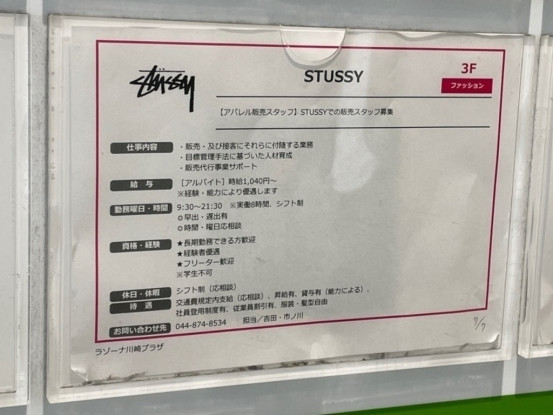 STÜSSY
STUSSY
3F
ファッション
【アパレル販売スタッフ】STUSSYでの販売スタッフ募集
仕事内容
・販売・及び接客にそれらに付随する業務
・目標管理手法に基づいた人材育成
・販売代行事業サポート
給 与
[アルバイト] 時給1,040円～
※経験・能力により優遇します
勤務曜日・時間
9:30～21:30 ※実働8時間、シフト制
◎早出・遅出有
◎時間・曜日応相談
資格・経験
★長期勤務できる方歓迎
★経験者優遇
★フリーター歓迎
※学生不可
休日・休暇
シフト制（応相談）
待 遇
交通費規定内支給（応相談）、昇給有、賞与有（能力による）、
社員登用制度有、従業員割引有、服装・髪型自由
お問い合わせ先
044-874-8534 担当／吉田・市ノ川
7/7
ラゾーナ川崎プラザ